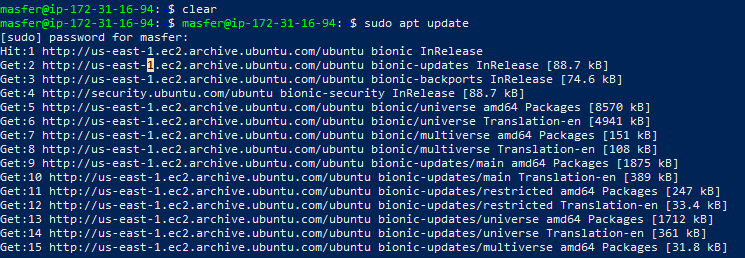 masfer@ip-172-31-16-94: $ clear
masfer@ip-172-31-16-94: $ masfer@ip-172-31-16-94: $ sudo apt update
[sudo] password for masfer:
Hit:1 http://us-east-1.ec2.archive.ubuntu.com/ubuntu bionic InRelease
Get:2 http://us-east-1.ec2.archive.ubuntu.com/ubuntu bionic-updates InRelease [88.7 kB]
Get:3 http://us-east-1.ec2.archive.ubuntu.com/ubuntu bionic-backports InRelease [74.6 kB]
Get:4 http://security.ubuntu.com/ubuntu bionic-security InRelease [88.7 kB]
Get:5 http://us-east-1.ec2.archive.ubuntu.com/ubuntu bionic/universe amd64 Packages [8570 kB]
Get:6 http://us-east-1.ec2.archive.ubuntu.com/ubuntu bionic/universe Translation-en [4941 kB]
Get:7 http://us-east-1.ec2.archive.ubuntu.com/ubuntu bionic/multiverse amd64 Packages [151 kB]
Get:8 http://us-east-1.ec2.archive.ubuntu.com/ubuntu bionic/multiverse Translation-en [108 kB]
Get:9 http://us-east-1.ec2.archive.ubuntu.com/ubuntu bionic-updates/main amd64 Packages [1875 kB]
Get:10 http://us-east-1.ec2.archive.ubuntu.com/ubuntu bionic-updates/main Translation-en [389 kB]
Get:11 http://us-east-1.ec2.archive.ubuntu.com/ubuntu bionic-updates/restricted amd64 Packages [247 kB]
Get:12 http://us-east-1.ec2.archive.ubuntu.com/ubuntu bionic-updates/restricted Translation-en [33.4 kB]
Get:13 http://us-east-1.ec2.archive.ubuntu.com/ubuntu bionic-updates/universe amd64 Packages [1712 kB]
Get:14 http://us-east-1.ec2.archive.ubuntu.com/ubuntu bionic-updates/universe Translation-en [361 kB]
Get:15 http://us-east-1.ec2.archive.ubuntu.com/ubuntu bionic-updates/multiverse amd64 Packages [31.8 kB]